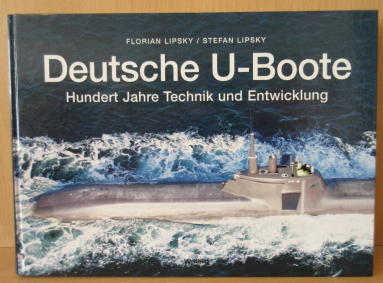 FLORIAN LIPSKY / STEFAN LIPSKY
Deutsche U-Boote
Hundert Jahre Technik und Entwicklung